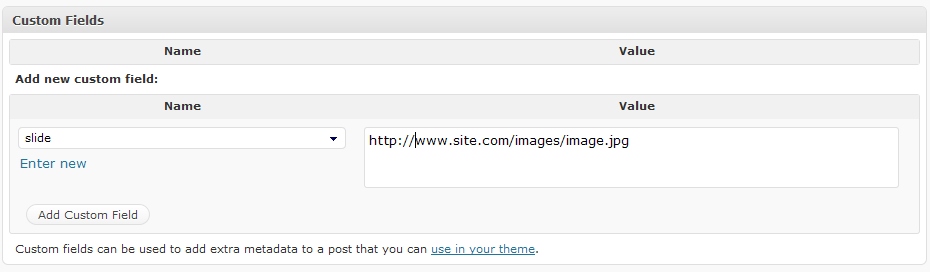 Custom Fields
Name Value
Add new custom field:
Name Value
slide http://www.site.com/images/image.jpg
Enter new
Add Custom Field
Custom fields can be used to add extra metadata to a post that you can use in your theme.